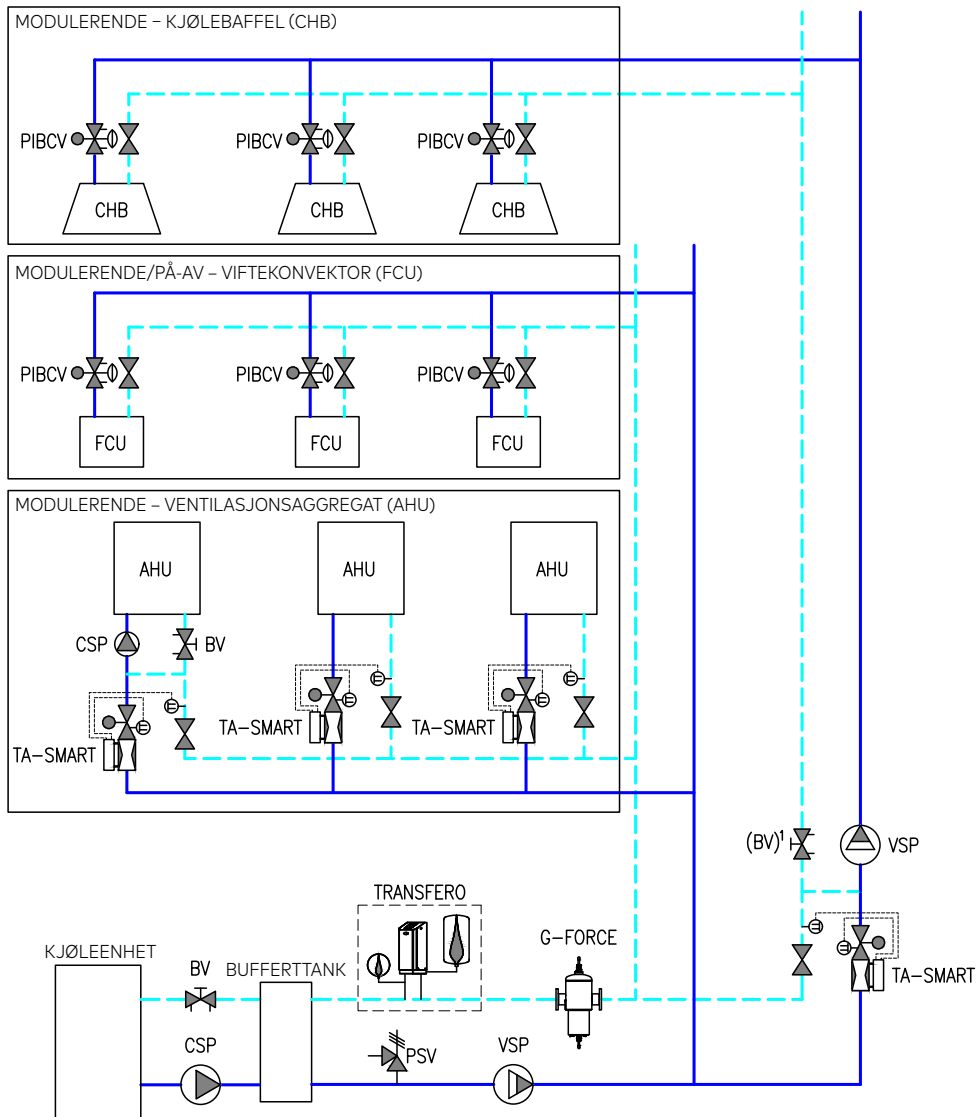 MODULERENDE – KJØLEBAFFEL (CHB)
PIBCV PIBCV PIBCV
CHB CHB CHB
MODULERENDE/PÅ-AV – VIFTEKONVEKTOR (FCU)
PIBCV PIBCV PIBCV
FCU FCU FCU
MODULERENDE – VENTILASJONSAGGREGAT (AHU)
AHU AHU AHU
CSP BV
TA-SMART TA-SMART TA-SMART
(BV)¹ VSP
TRANSFERO
G-FORCE
KJØLEENHET BV BUFFERTTANK
TA-SMART
CSP PSV VSP